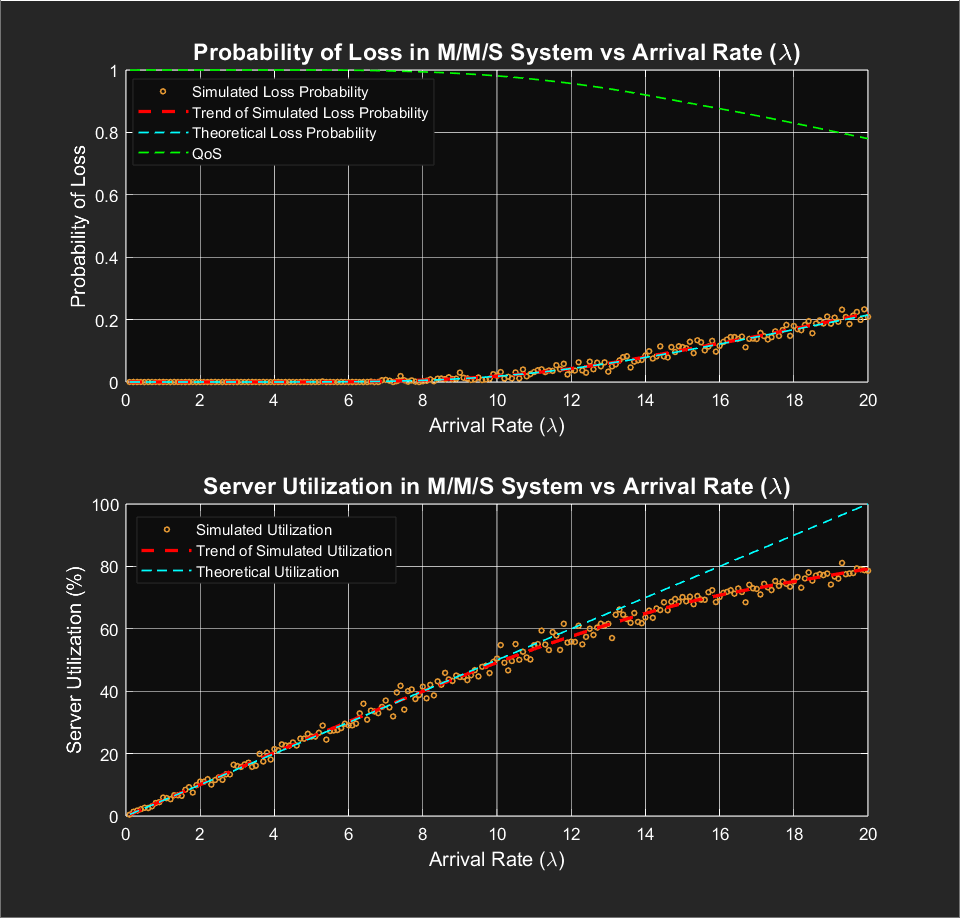 Probability of Loss in M/M/S System vs Arrival Rate (λ)
1
0.8
0.6
0.4
0.2
0
Probability of Loss
Simulated Loss Probability
Trend of Simulated Loss Probability
Theoretical Loss Probability
QoS
0 2 4 6 8 10 12 14 16 18 20
Arrival Rate (λ)
Server Utilization in M/M/S System vs Arrival Rate (λ)
100
80
60
40
20
0
Server Utilization (%)
Simulated Utilization
Trend of Simulated Utilization
Theoretical Utilization
0 2 4 6 8 10 12 14 16 18 20
Arrival Rate (λ)